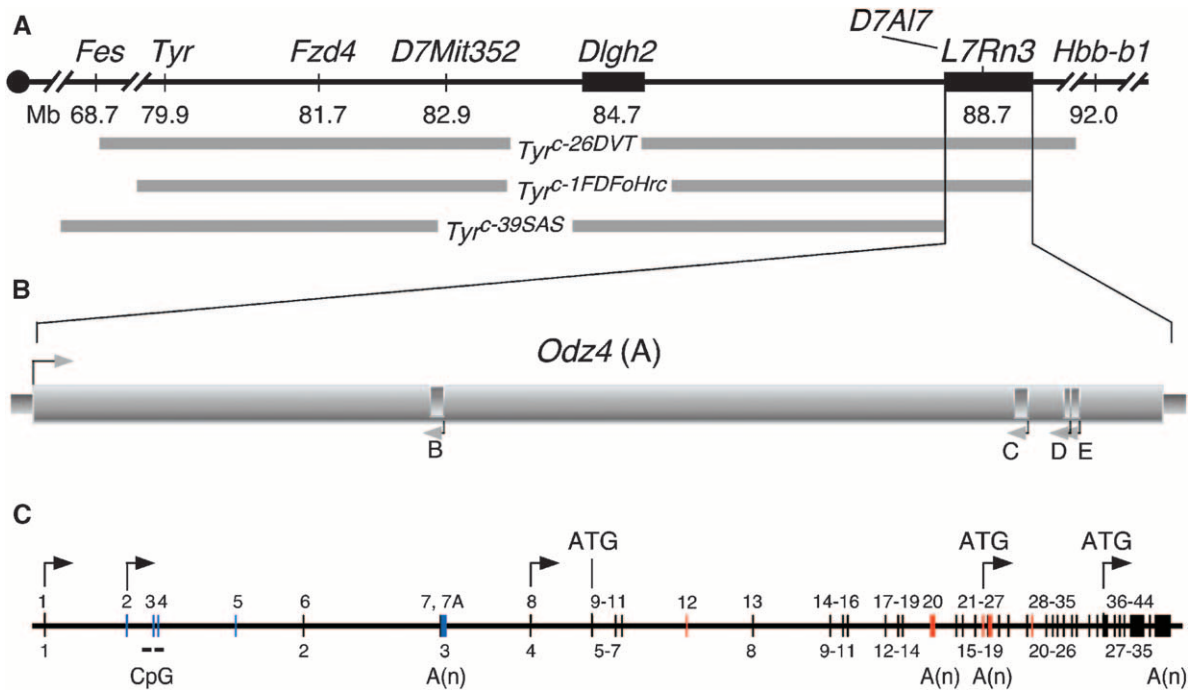 A
D7Al7
Fes Tyr Fzd4 D7Mit352 Dlgh2 L7Rn3 Hbb-b1
Mb 68.7 79.9 81.7 82.9 84.7 88.7 92.0
Tyrc-26DVT
Tyrc-1FDFoHrc
Tyrc-39SAS
B
Odz4 (A)
B C D E
C
ATG ATG ATG
1 2 3 4 5 6 7, 7A 8 9-11 12 13 14-16 17-19 20 21-27 28-35 36-44
1 2 3 4 5-7 8 9-11 12-14 15-19 20-26 27-35
CpG A(n) A(n) A(n) A(n)